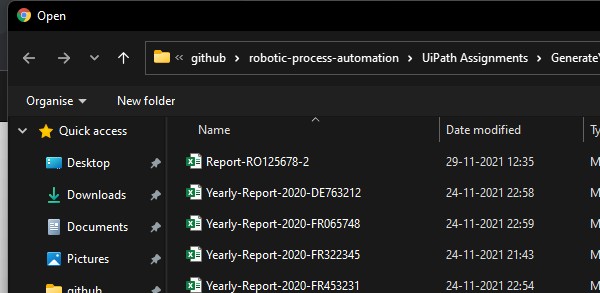 Open
github > robotic-process-automation > UiPath Assignments > GenerateY
Organise New folder
Quick access
Desktop
Downloads
Documents
Pictures
github
Name Date modified Ty
Report-RO125678-2 29-11-2021 12:35 M
Yearly-Report-2020-DE763212 24-11-2021 22:58 M
Yearly-Report-2020-FR065748 24-11-2021 22:59 M
Yearly-Report-2020-FR322345 24-11-2021 21:43 M
Yearly-Report-2020-FR453231 24-11-2021 22:54 M